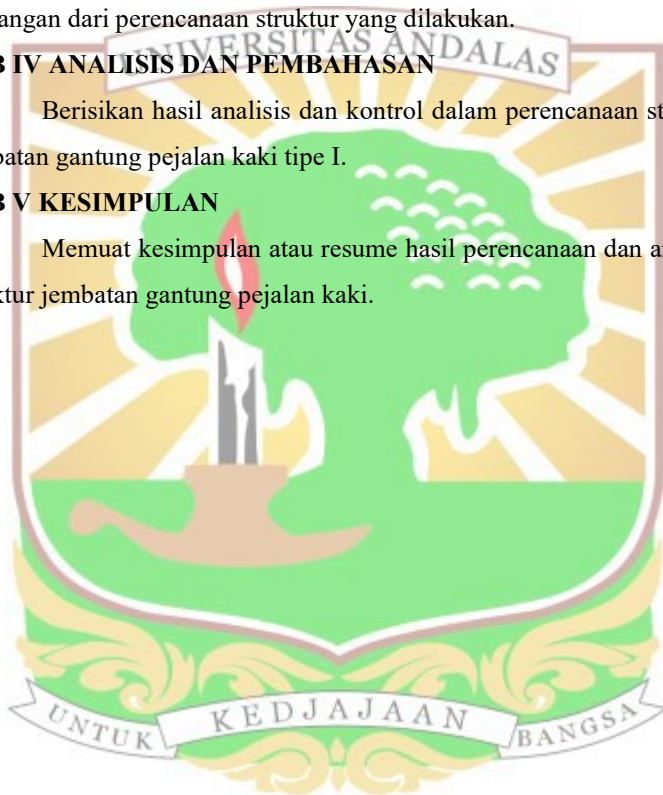 angan dari perencanaan struktur yang dilakukan.
UNIVERSITAS ANDALAS
IV ANALISIS DAN PEMBAHASAN
Berisikan hasil analisis dan kontrol dalam perencanaan st
batan gantung pejalan kaki tipe I.
V KESIMPULAN
Memuat kesimpulan atau resume hasil perencanaan dan a
ktur jembatan gantung pejalan kaki.
UNTUK KEDJAJAAN BANGSA